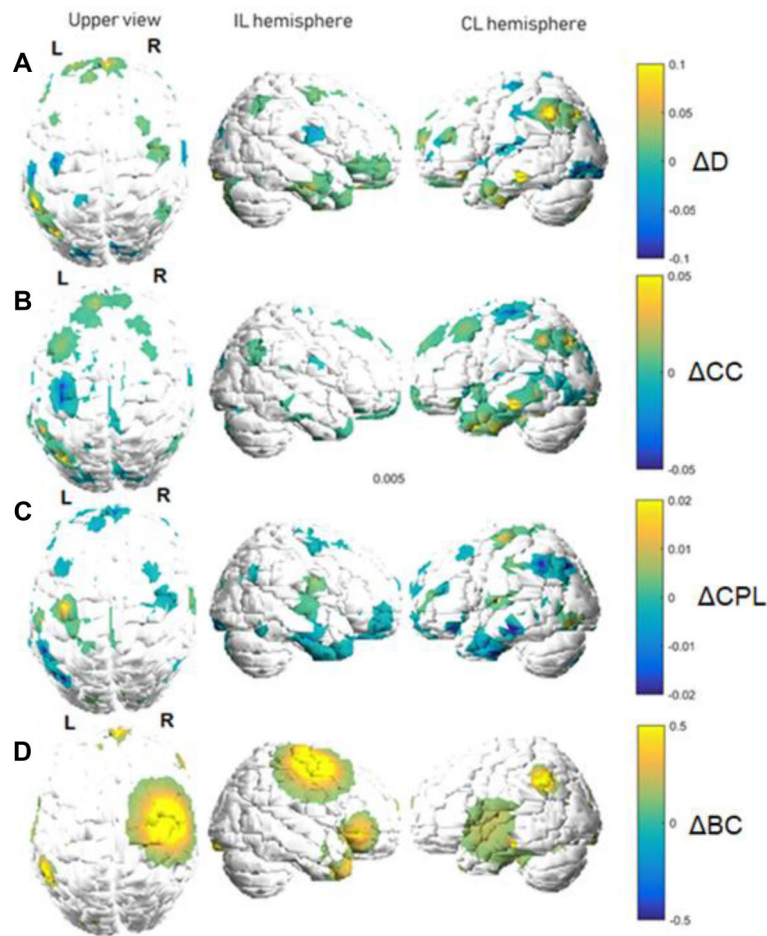 Upper view IL hemisphere CL hemisphere
L R
A
0.1
0.05
0
-0.05
-0.1
ΔD
L R
B
0.05
0
-0.05
ΔCC
0.005
L R
C
0.02
0.01
0
-0.01
-0.02
ΔCPL
L R
D
0.5
0
-0.5
ΔBC